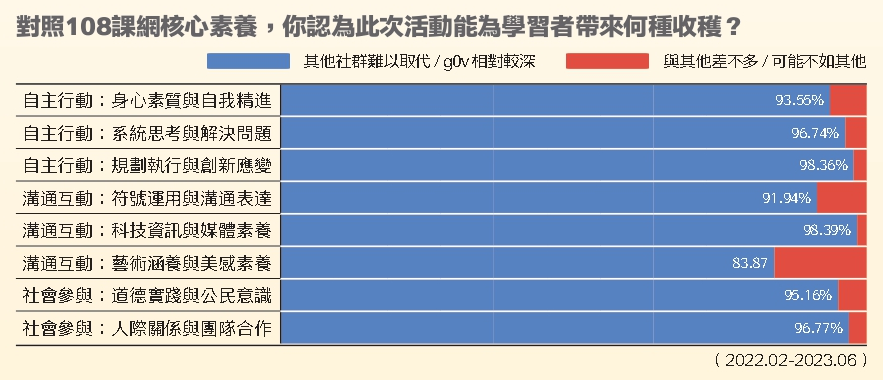 對照108課網核心素養，你認為此次活動能為學習者帶來何種收穫？
其他社群難以取代 / g0v相對較深 與其他差不多 / 可能不如其他
自主行動：身心素質與自我精進 93.55%
自主行動：系統思考與解決問題 96.74%
自主行動：規劃執行與創新應變 98.36%
溝通互動：符號運用與溝通表達 91.94%
溝通互動：科技資訊與媒體素養 98.39%
溝通互動：藝術涵養與美感素養 83.87
社會參與：道德實踐與公民意識 95.16%
社會參與：人際關係與團隊合作 96.77%
（2022.02-2023.06）